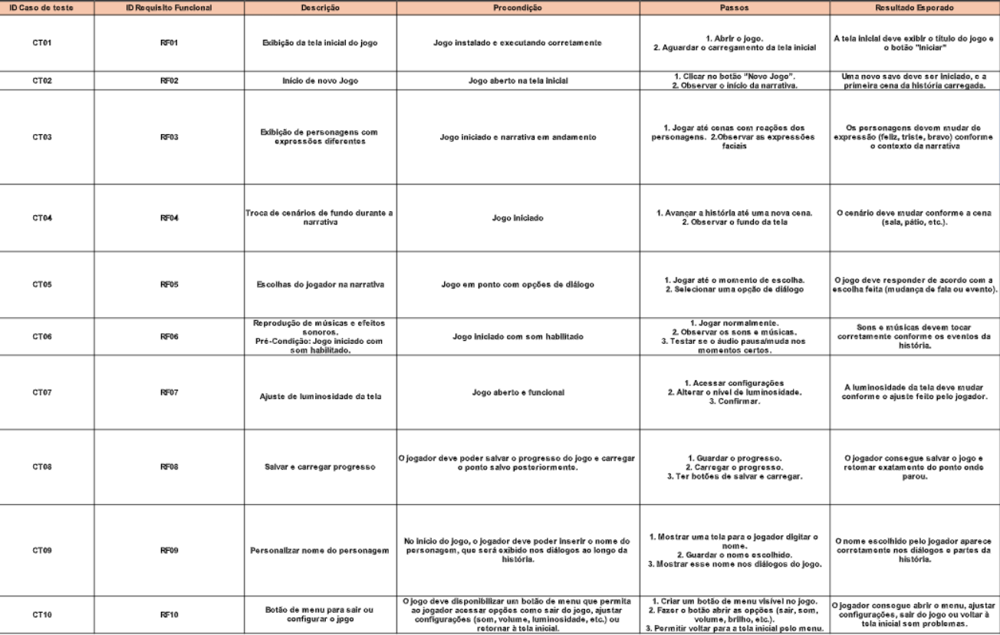 ID Caso de teste
ID Requisito Funcional
Descrição
Precondição
Passos
Resultado Esperado
CT01
RF01
Exibição da tela inicial do jogo
Jogo instalado e executando corretamente
1. Abrir o jogo.
2. Aguardar o carregamento da tela inicial
A tela inicial deve exibir o título do jogo e
o botão "Iniciar"
CT02
RF02
Início de novo Jogo
Jogo aberto na tela inicial
1. Clicar no botão "Novo Jogo".
2. Observar o início da narrativa.
Uma novo save deve ser iniciado, e a
primeira cena da história carregada.
CT03
RF03
Exibição de personagens com
expressões diferentes
Jogo iniciado e narrativa em andamento
1. Jogar até cenas com reações dos
personagens. 2.Observar as expressões
faciais
Os personagens devem mudar de
expressão (feliz, triste, bravo) conforme
o contexto da narrativa
CT04
RF04
Troca de cenários de fundo durante a
narrativa
Jogo iniciado
1. Avançar a história até uma nova cena.
2. Observar o fundo da tela
O cenário deve mudar conforme a cena
(sala, pátio, etc.).
CT05
RF05
Escolhas do jogador na narrativa
Jogo em ponto com opções de diálogo
1. Jogar até o momento de escolha.
2. Selecionar uma opção de diálogo
O jogo deve responder de acordo com a
escolha feita (mudança de fala ou evento).
CT06
RF06
Reprodução de músicas e efeitos
sonoros.
Pré-Condição: Jogo iniciado com
som habilitado.
Jogo iniciado com som habilitado
1. Jogar normalmente.
2. Observar os sons e músicas.
3. Testar se o áudio pausa/muda nos
momentos certos.
Sons e músicas devem tocar
corretamente conforme os eventos da
história.
CT07
RF07
Ajuste de luminosidade da tela
Jogo aberto e funcional
1. Acessar configurações
2. Alterar o nível de luminosidade.
3. Confirmar.
A luminosidade da tela deve mudar
conforme o ajuste feito pelo jogador.
CT08
RF08
Salvar e carregar progresso
O jogador deve poder salvar o progresso do jogo e carregar
o ponto salvo posteriormente.
1. Guardar o progresso.
2. Carregar o progresso.
3. Ter botões de salvar e carregar.
O jogador consegue salvar o jogo e
retomar exatamente do ponto onde
parou.
CT09
RF09
Personalizar nome do personagem
No início do jogo, o jogador deve poder inserir o nome do
personagem, que será exibido nos diálogos ao longo da
história.
1. Mostrar uma tela para o jogador digitar o
nome.
2. Guardar o nome escolhido.
3. Mostrar esse nome nos diálogos do jogo.
O nome escolhido pelo jogador aparece
corretamente nos diálogos e partes da
história.
CT10
RF10
Botão de menu para sair ou
configurar o jogo
O jogo deve disponibilizar um botão de menu que permita
ao jogador acessar opções como sair do jogo, ajustar
configurações (som, volume, luminosidade, etc.) ou
retornar à tela inicial.
1. Criar um botão de menu visível no jogo.
2. Fazer o botão abrir as opções (sair, som,
volume, brilho, etc.).
3. Permitir voltar para a tela inicial pelo menu.
O jogador consegue abrir o menu, ajustar
configurações, sair do jogo ou voltar à
tela inicial sem problemas.